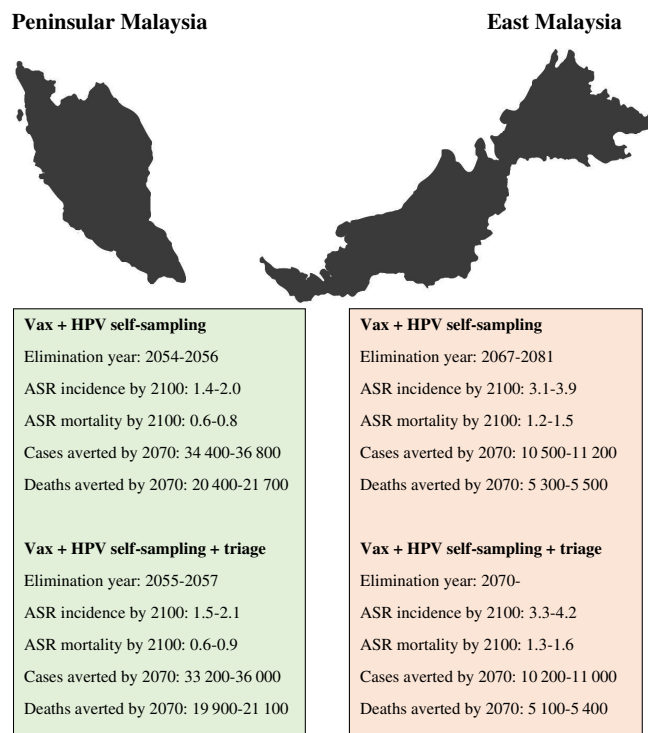 Peninsular Malaysia
East Malaysia
Vax + HPV self-sampling
Elimination year: 2054-2056
ASR incidence by 2100: 1.4-2.0
ASR mortality by 2100: 0.6-0.8
Cases averted by 2070: 34 400-36 800
Deaths averted by 2070: 20 400-21 700
Vax + HPV self-sampling + triage
Elimination year: 2055-2057
ASR incidence by 2100: 1.5-2.1
ASR mortality by 2100: 0.6-0.9
Cases averted by 2070: 33 200-36 000
Deaths averted by 2070: 19 900-21 100
Vax + HPV self-sampling
Elimination year: 2067-2081
ASR incidence by 2100: 3.1-3.9
ASR mortality by 2100: 1.2-1.5
Cases averted by 2070: 10 500-11 200
Deaths averted by 2070: 5 300-5 500
Vax + HPV self-sampling + triage
Elimination year: 2070-
ASR incidence by 2100: 3.3-4.2
ASR mortality by 2100: 1.3-1.6
Cases averted by 2070: 10 200-11 000
Deaths averted by 2070: 5 100-5 400